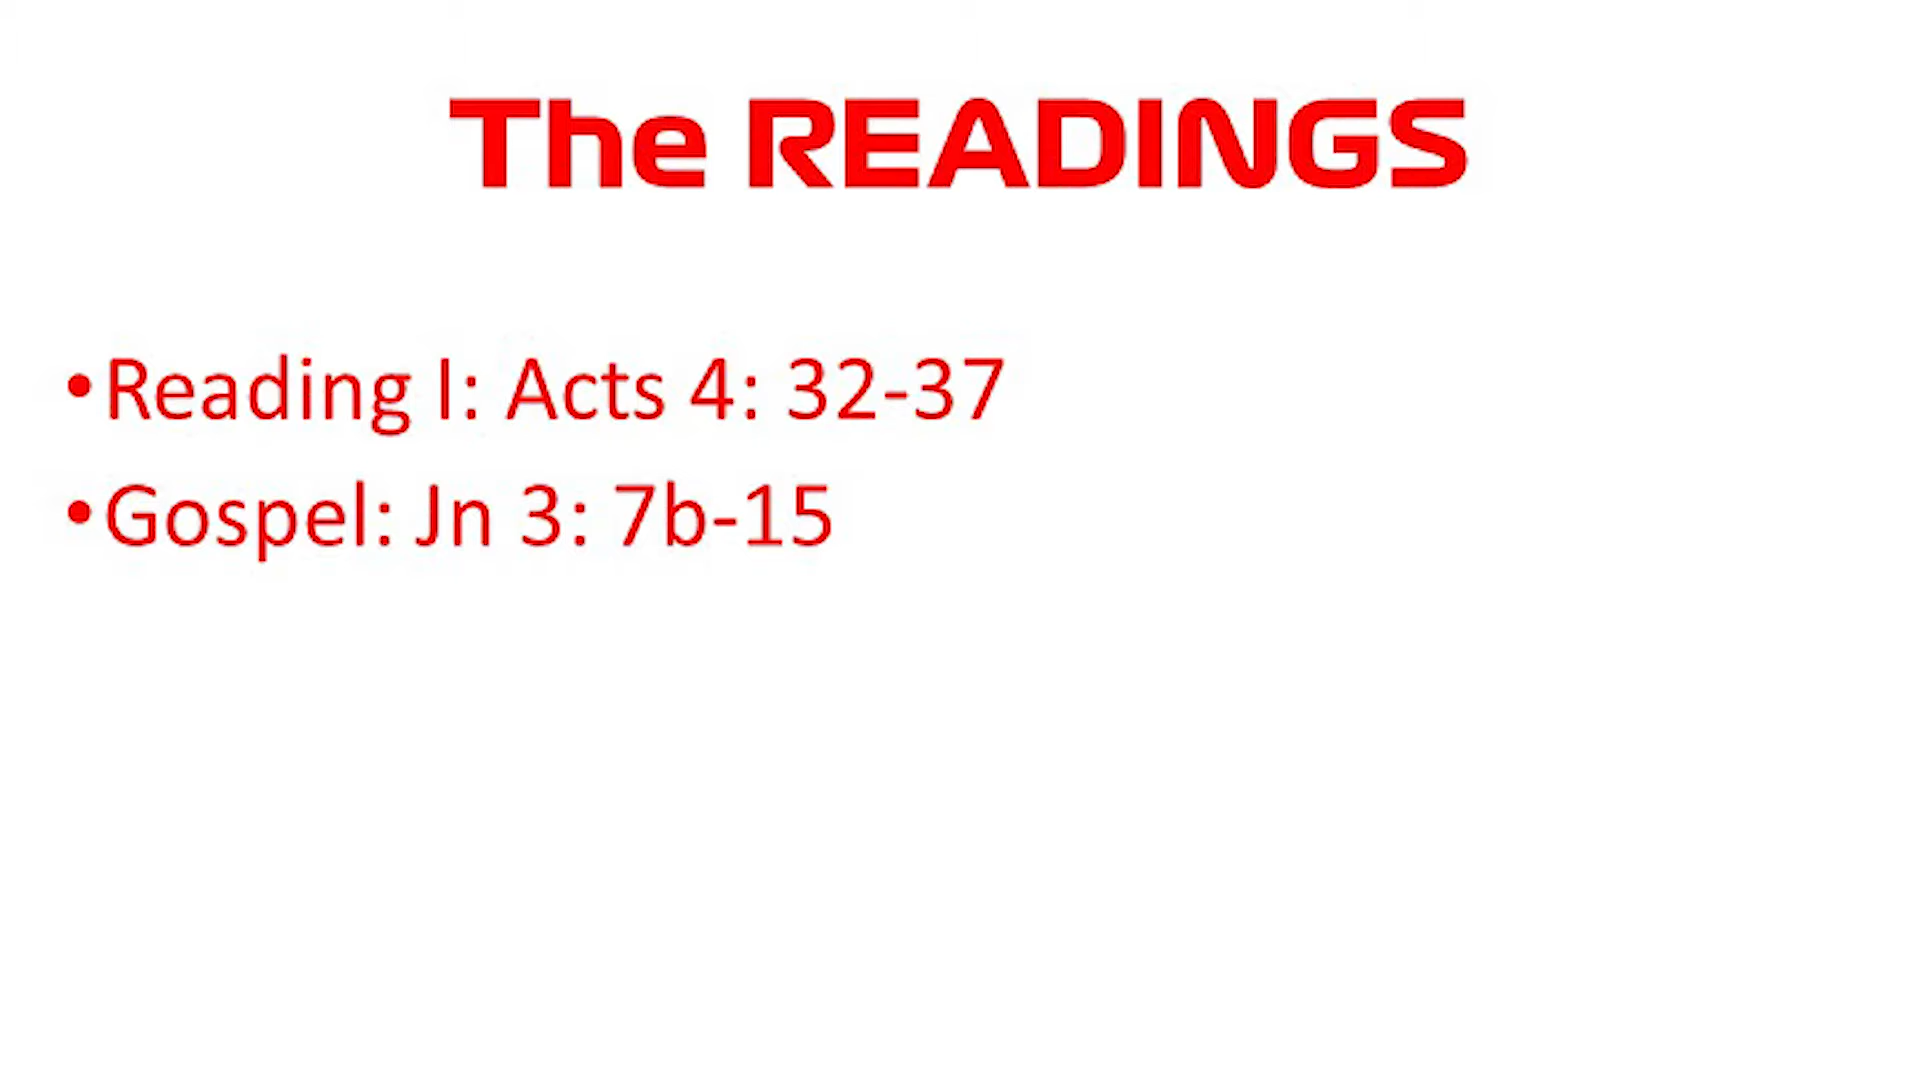 The READINGS
•Reading I: Acts 4: 32-37
•Gospel: Jn 3: 7b-15